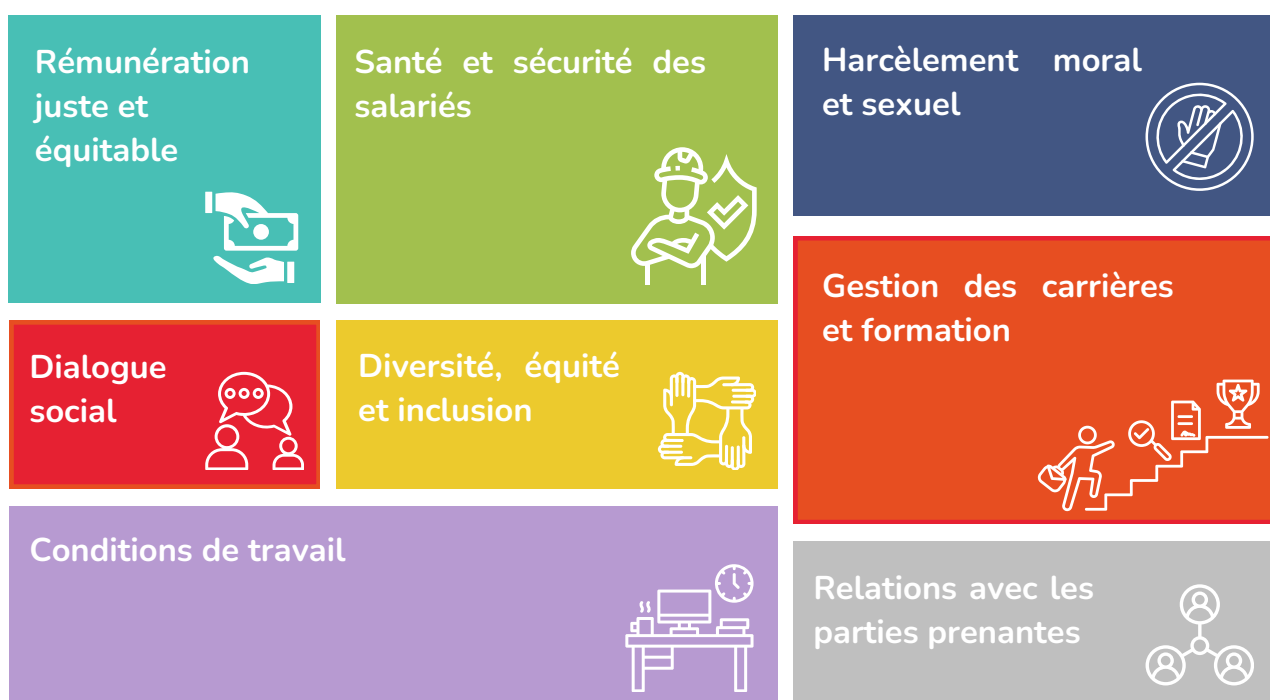 Rémunération
juste et
équitable
Santé et sécurité des
salariés
Harcèlement moral
et sexuel
Gestion des carrières
et formation
Dialogue
social
Diversité, équité
et inclusion
Conditions de travail
Relations avec les
parties prenantes